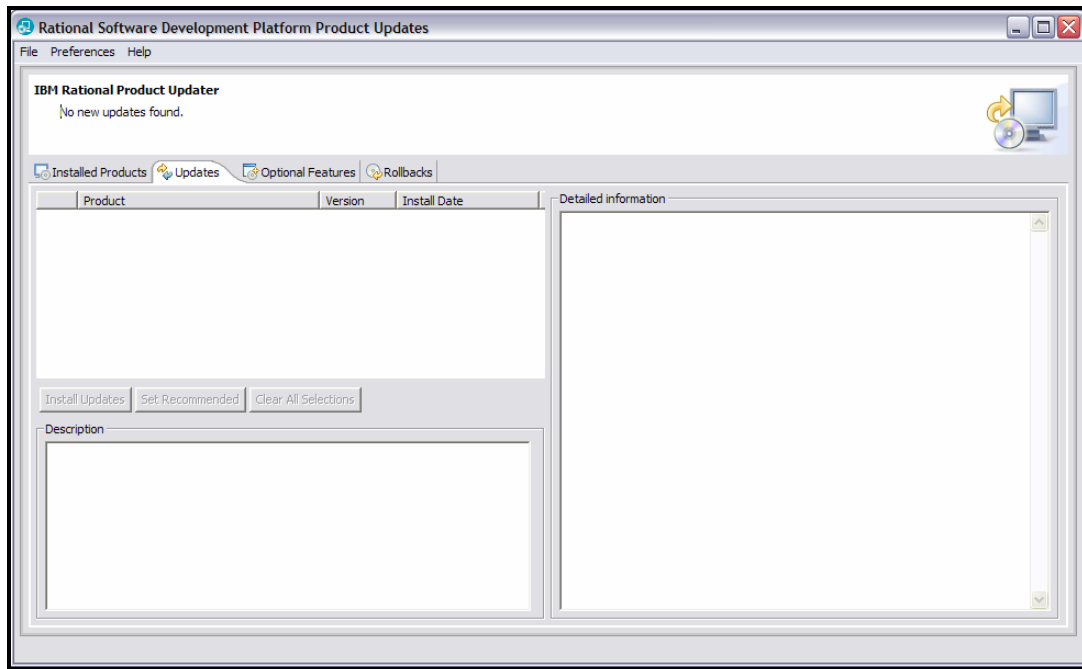 Rational Software Development Platform Product Updates
File Preferences Help
IBM Rational Product Updater
No new updates found.
Installed Products Updates Optional Features Rollbacks
Product Version Install Date
Detailed information
Install Updates Set Recommended Clear All Selections
Description